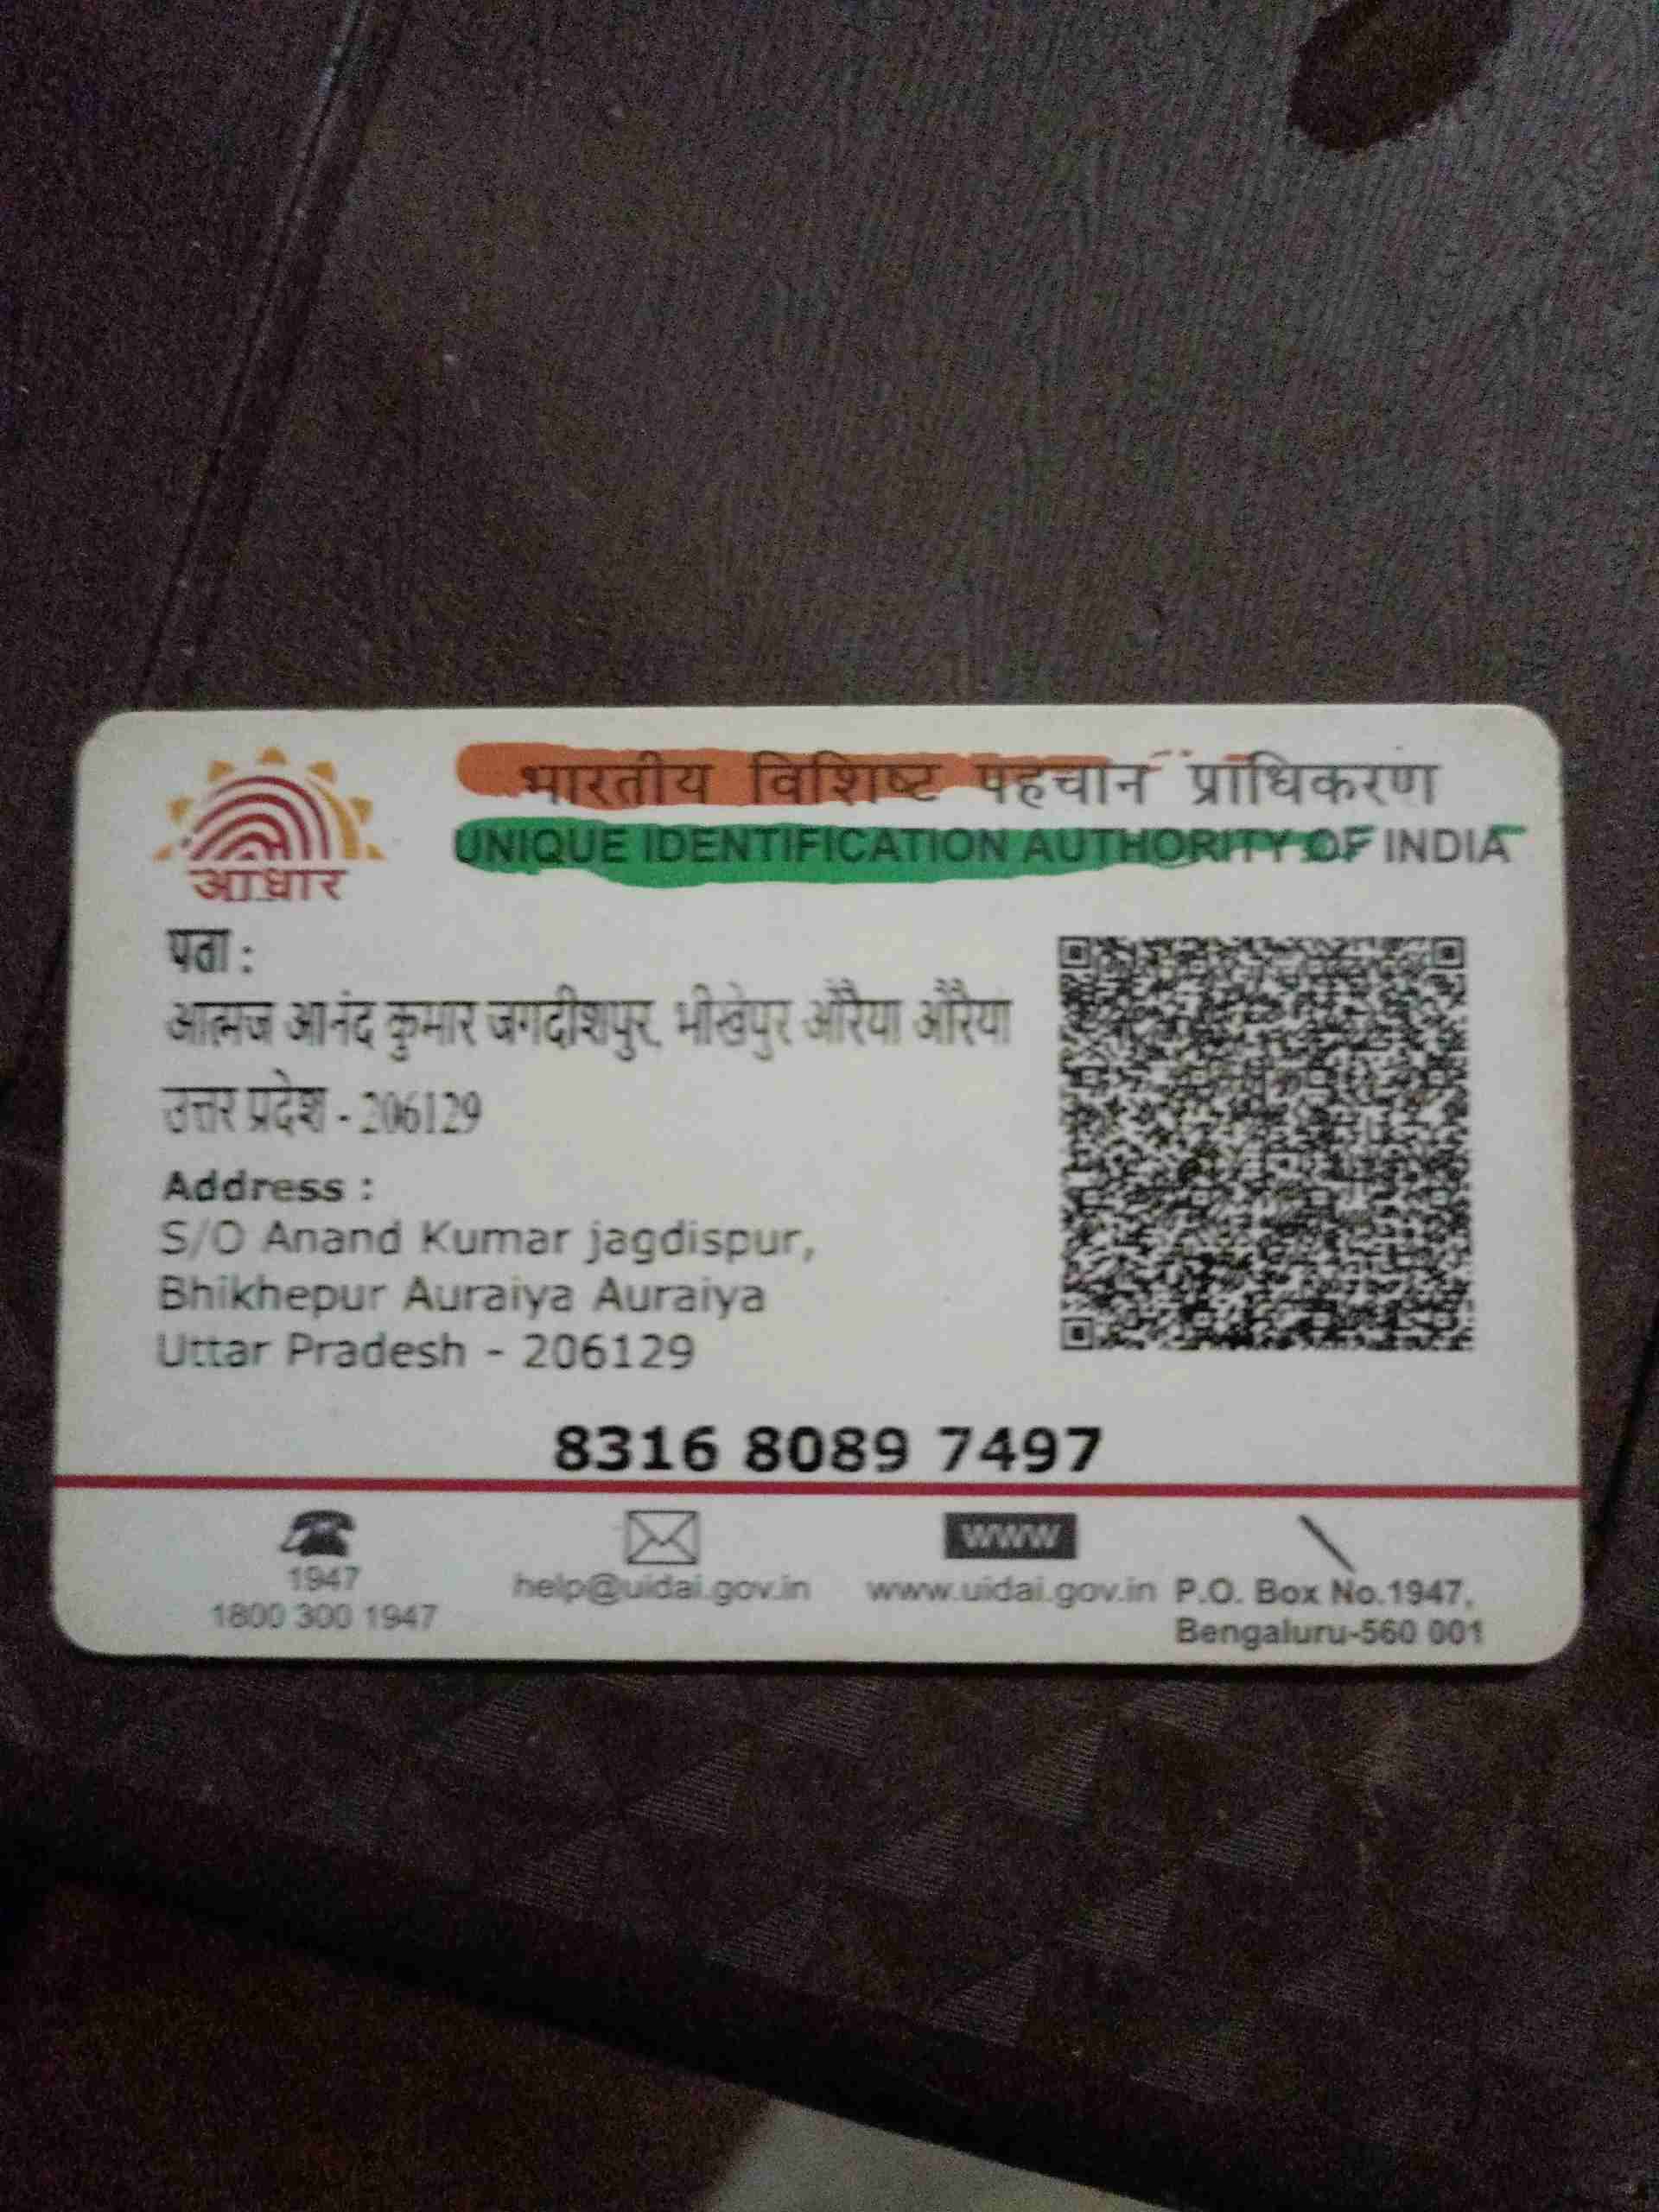 भारतीय विशिष्ट पहचान प्राधिकरण
UNIQUE IDENTIFICATION AUTHORITY OF INDIA
आधार
पता :
आत्मज आनंद कुमार जगदीशपुर, भीखेपुर औरैया औरैया
उत्तर प्रदेश - 206129
Address :
S/O Anand Kumar jagdispur,
Bhikhepur Auraiya Auraiya
Uttar Pradesh - 206129
8316 8089 7497
1947
1800 300 1947
help@uidai.gov.in
WWW
www.uidai.gov.in
P.O. Box No.1947,
Bengaluru-560 001